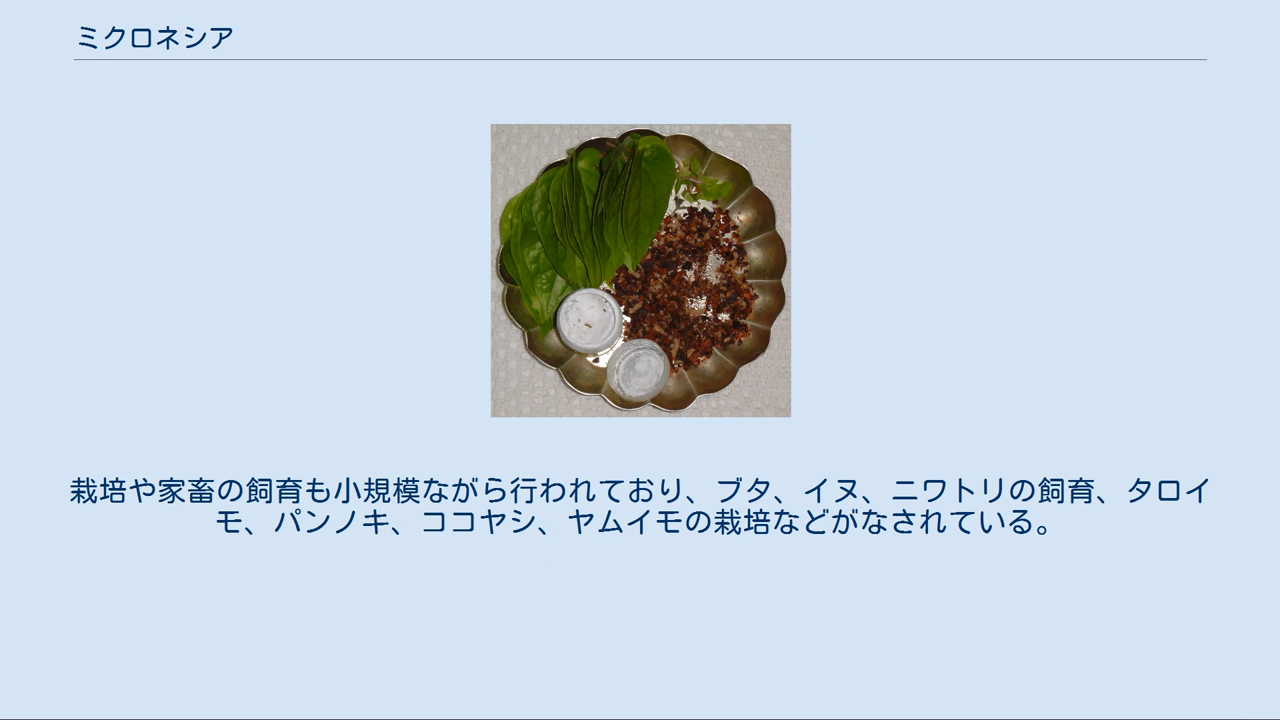 ミクロネシア
栽培や家畜の飼育も小規模ながら行われており、ブタ、イヌ、ニワトリの飼育、タロイ
モ、パンノキ、ココヤシ、ヤムイモの栽培などがなされている。